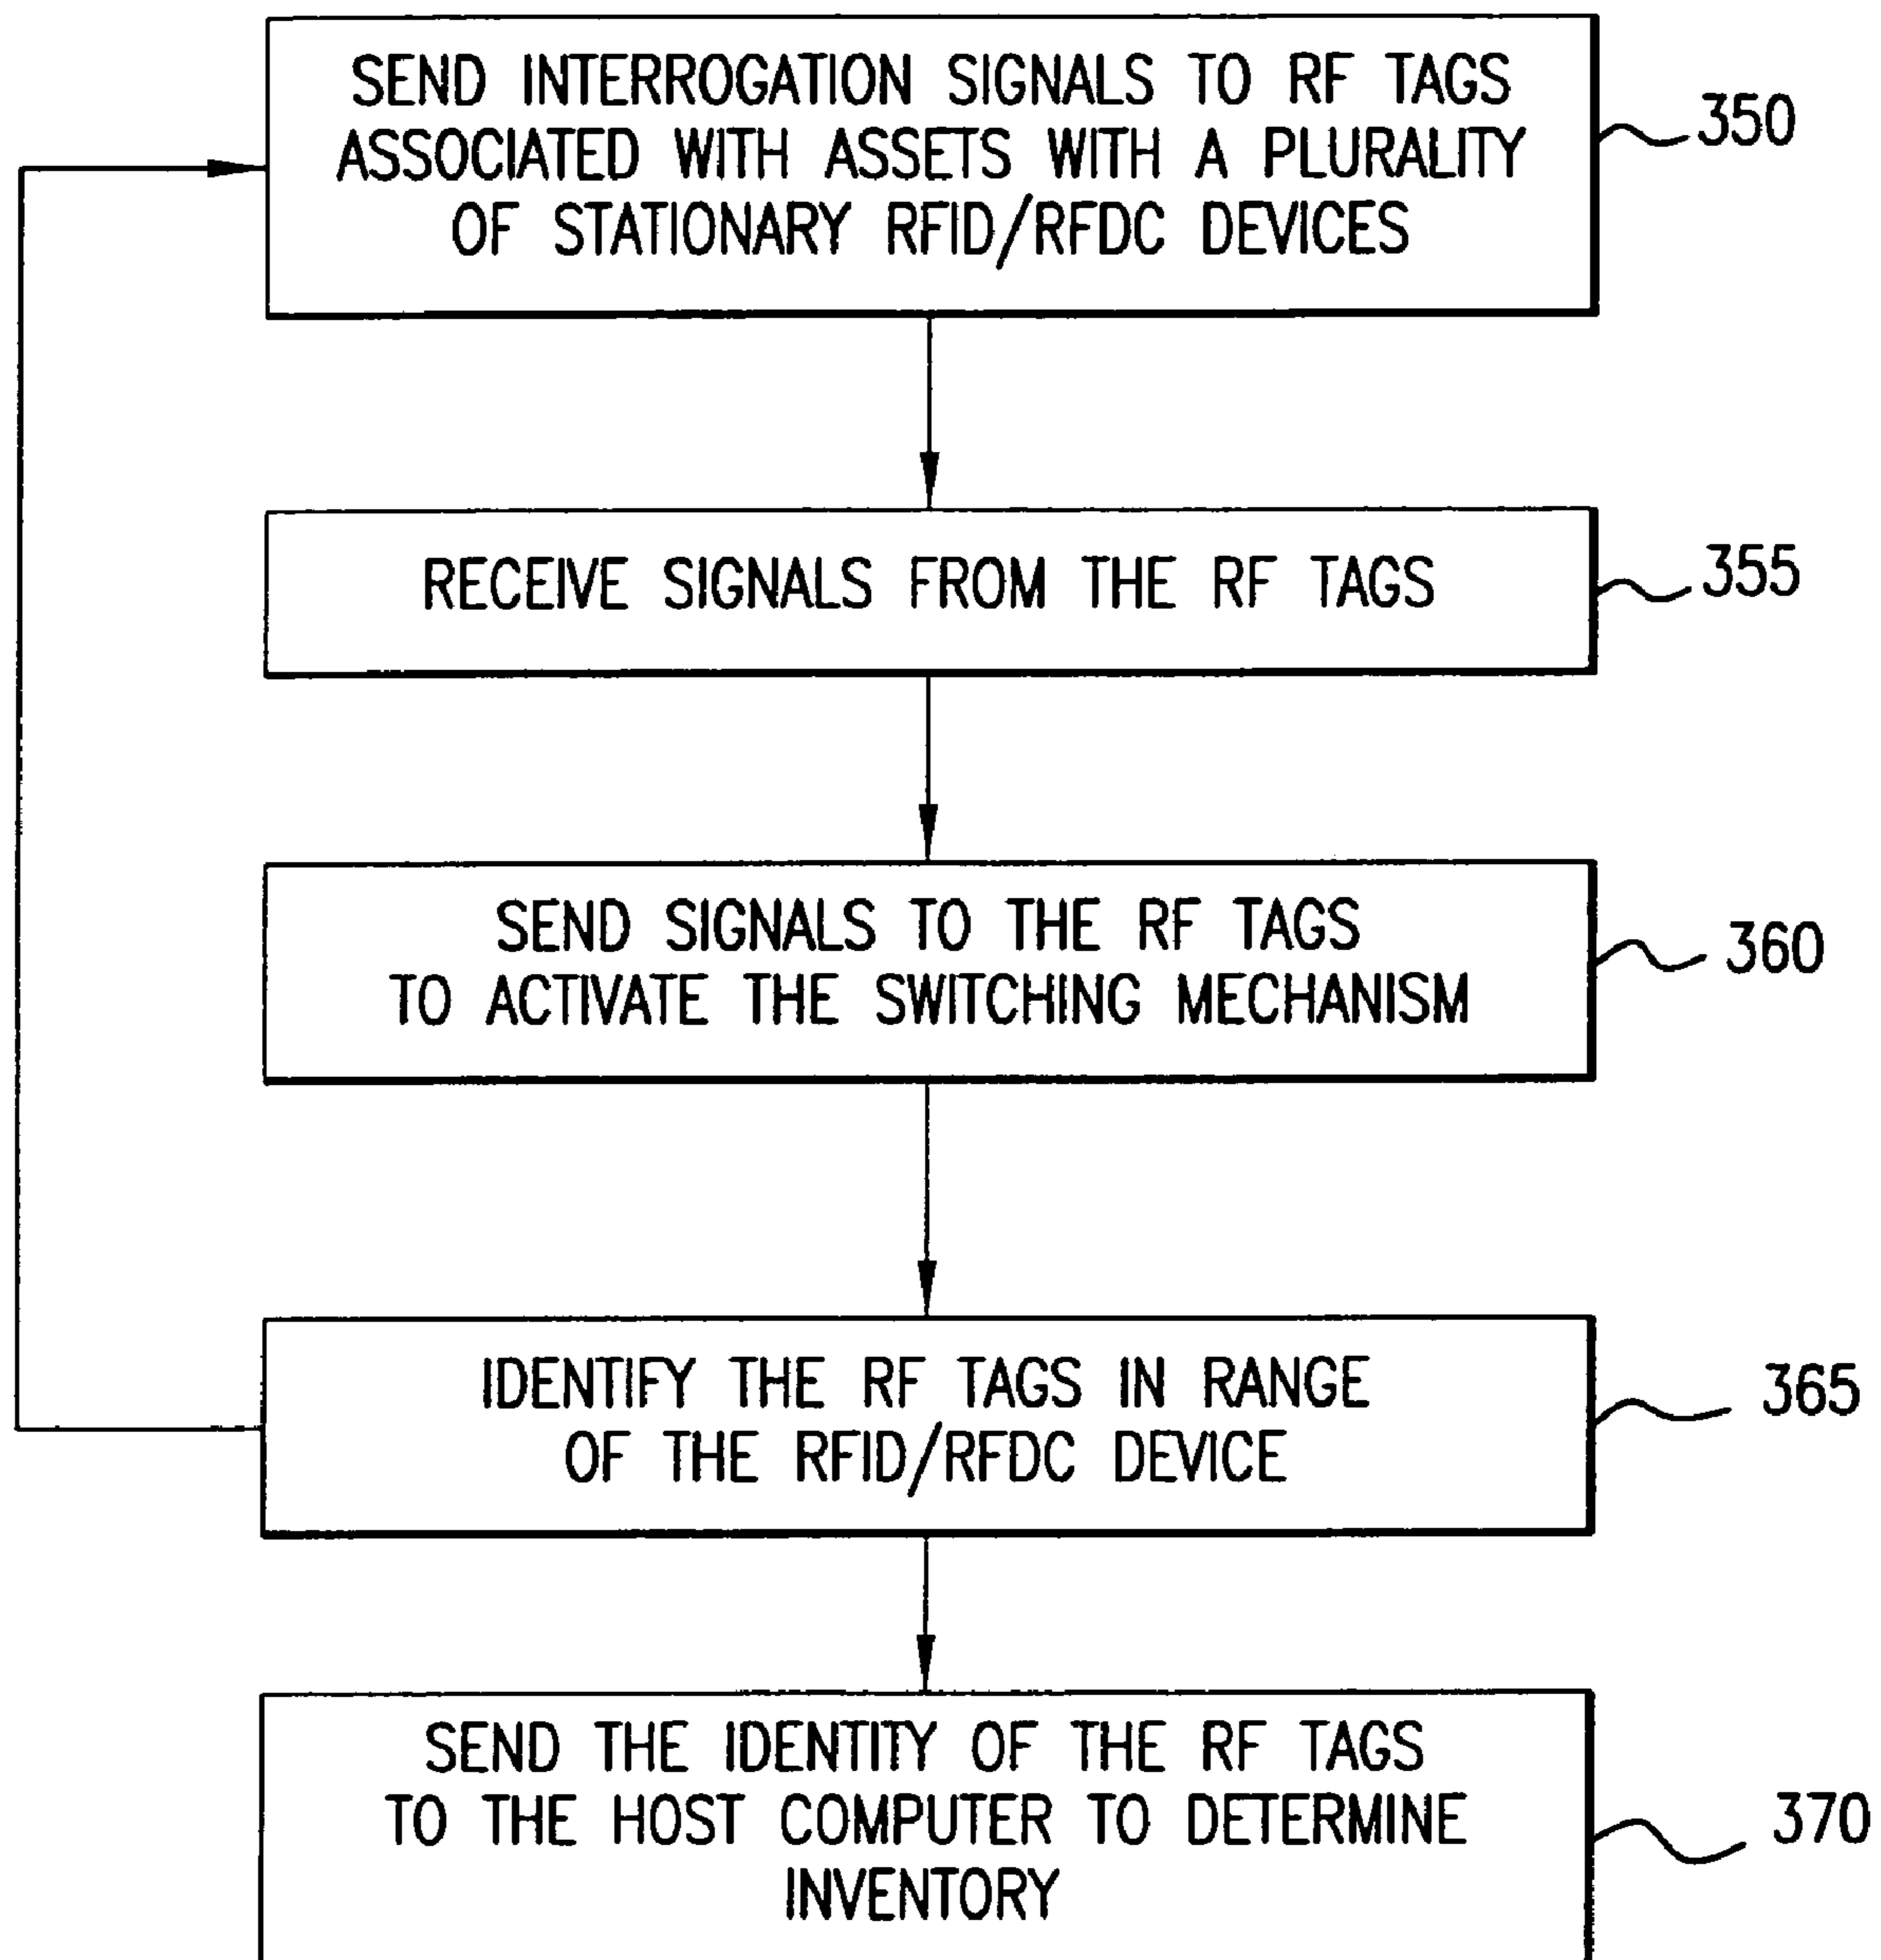 SEND INTERROGATION SIGNALS TO RF TAGS
ASSOCIATED WITH ASSETS WITH A PLURALITY
OF STATIONARY RFID/RFDC DEVICES
350
RECEIVE SIGNALS FROM THE RF TAGS
355
SEND SIGNALS TO THE RF TAGS
TO ACTIVATE THE SWITCHING MECHANISM
360
IDENTIFY THE RF TAGS IN RANGE
OF THE RFID/RFDC DEVICE
365
SEND THE IDENTITY OF THE RF TAGS
TO THE HOST COMPUTER TO DETERMINE
INVENTORY
370